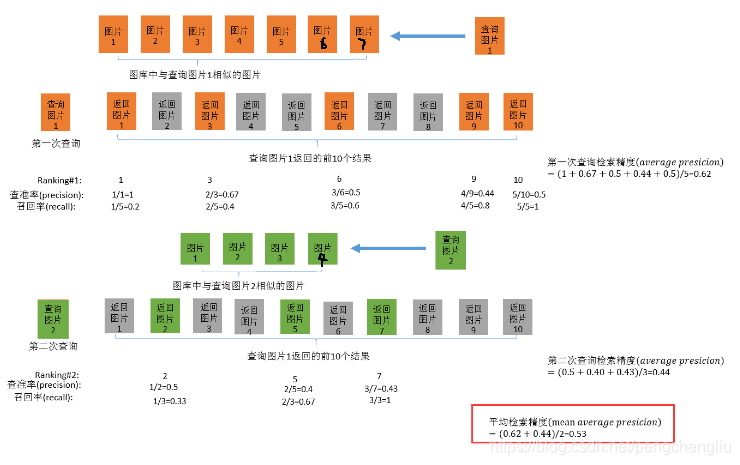 图片 1 图片 2 图片 3 图片 4 图片 5 图片 6 图片 7 查询图片 1
图库中与查询图片1相似的图片
查询图片 1 返回图片 1 返回图片 2 返回图片 3 返回图片 4 返回图片 5 返回图片 6 返回图片 7 返回图片 8 返回图片 9 返回图片 10
第一次查询
查询图片1返回的前10个结果
第一次查询检索精度(average presicion)
= (1 + 0.67 + 0.5 + 0.44 + 0.5)/5=0.62
Ranking#1: 1 3 6 9 10
查准率(precision): 1/1=1 2/3=0.67 3/6=0.5 4/9=0.44 5/10=0.5
召回率(recall): 1/5=0.2 2/5=0.4 3/5=0.6 4/5=0.8 5/5=1
图片 1 图片 2 图片 3 图片 4 查询图片 2
图库中与查询图片2相似的图片
查询图片 2 返回图片 1 返回图片 2 返回图片 3 返回图片 4 返回图片 5 返回图片 6 返回图片 7 返回图片 8 返回图片 9 返回图片 10
第二次查询
查询图片1返回的前10个结果
第二次查询检索精度(average presicion)
= (0.5 + 0.40 + 0.43)/3=0.44
Ranking#2: 2 5 7
查准率(precision): 1/2=0.5 2/5=0.4 3/7=0.43
召回率(recall): 1/3=0.33 2/3=0.67 3/3=1
平均检索精度(mean average presicion)
= (0.62 + 0.44)/2=0.53
https://blog.csdn.net/pengchengliu